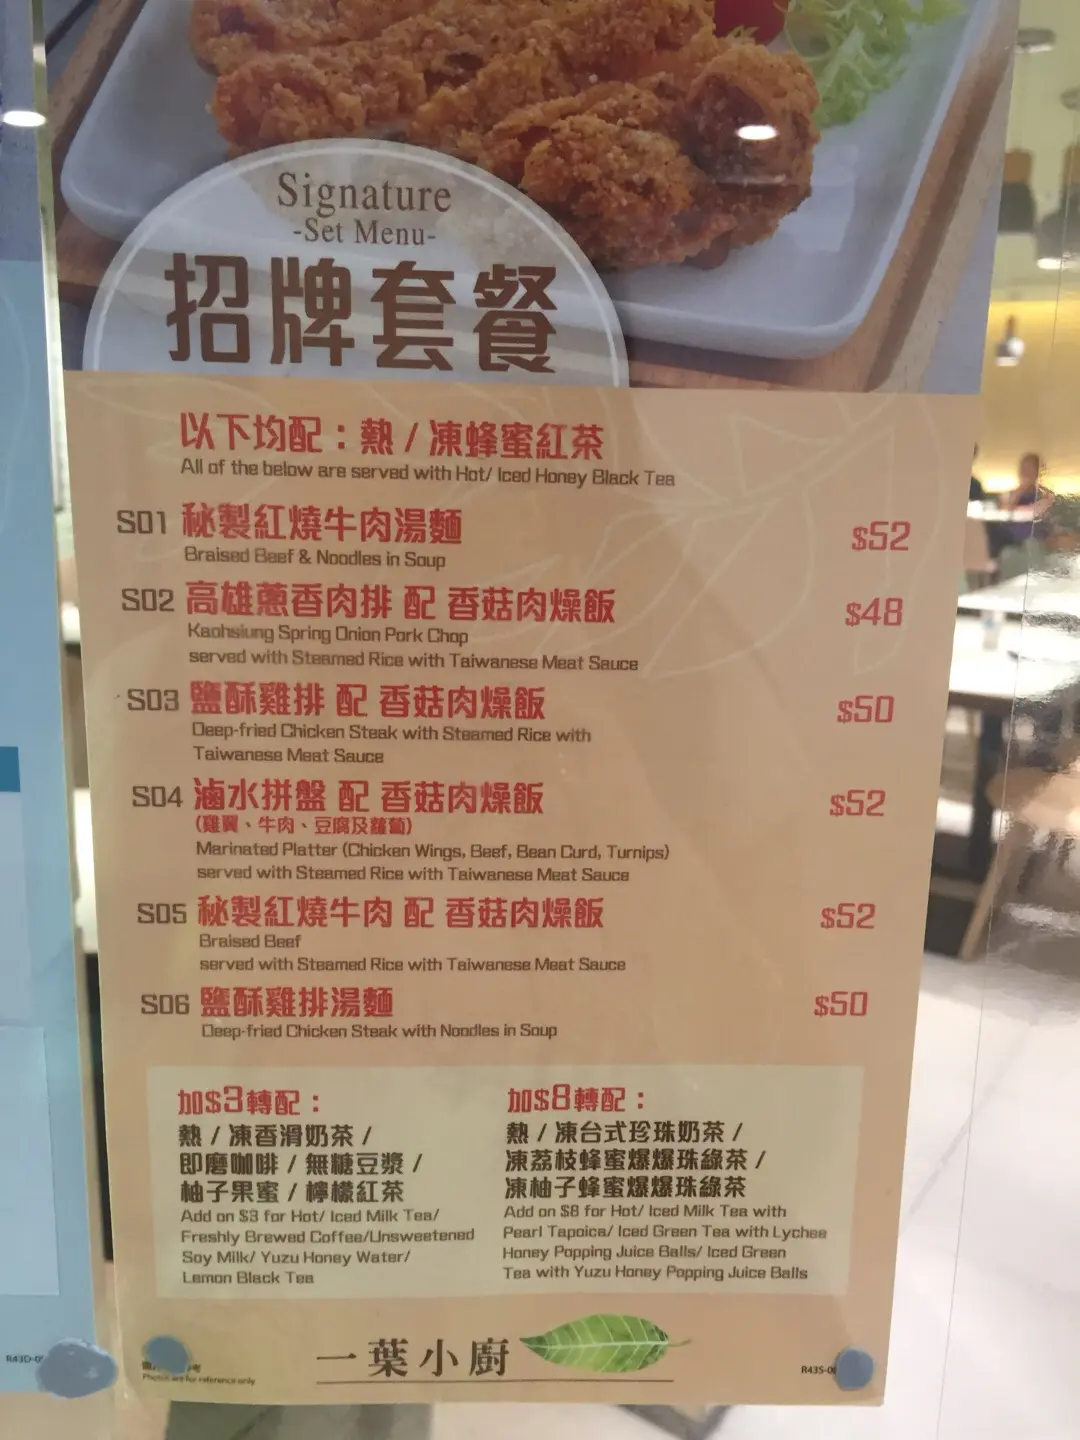 Signature
-Set Menu-
招牌套餐
以下均配：熱 / 凍蜂蜜紅茶
All of the below are served with Hot/ Iced Honey Black Tea
S01 秘製紅燒牛肉湯麵 $52
Braised Beef & Noodles in Soup
S02 高雄蔥香肉排 配 香菇肉燥飯 $48
Kaohsiung Spring Onion Pork Chop
served with Steamed Rice with Taiwanese Meat Sauce
S03 鹽酥雞排 配 香菇肉燥飯 $50
Deep-fried Chicken Steak with Steamed Rice with
Taiwanese Meat Sauce
S04 滷水拼盤 配 香菇肉燥飯 $52
(雞翼、牛肉、豆腐及蘿蔔)
Marinated Platter (Chicken Wings, Beef, Bean Curd, Turnips)
served with Steamed Rice with Taiwanese Meat Sauce
S05 秘製紅燒牛肉 配 香菇肉燥飯 $52
Braised Beef
served with Steamed Rice with Taiwanese Meat Sauce
S06 鹽酥雞排湯麵 $50
Deep-fried Chicken Steak with Noodles in Soup
加$3轉配：
熱 / 凍香滑奶茶 /
即磨咖啡 / 無糖豆漿 /
柚子果蜜 / 檸檬紅茶
Add on $3 for Hot/ Iced Milk Tea/
Freshly Brewed Coffee/Unsweetened
Soy Milk/ Yuzu Honey Water/
Lemon Black Tea
加$8轉配：
熱 / 凍台式珍珠奶茶 /
凍荔枝蜂蜜爆爆珠綠茶 /
凍柚子蜂蜜爆爆珠綠茶
Add on $8 for Hot/ Iced Milk Tea with
Pearl Tapoica/ Iced Green Tea with Lychee
Honey Popping Juice Balls/ Iced Green
Tea with Yuzu Honey Popping Juice Balls
一葉小廚
Photos are for reference only
R43D-0
R43S-0